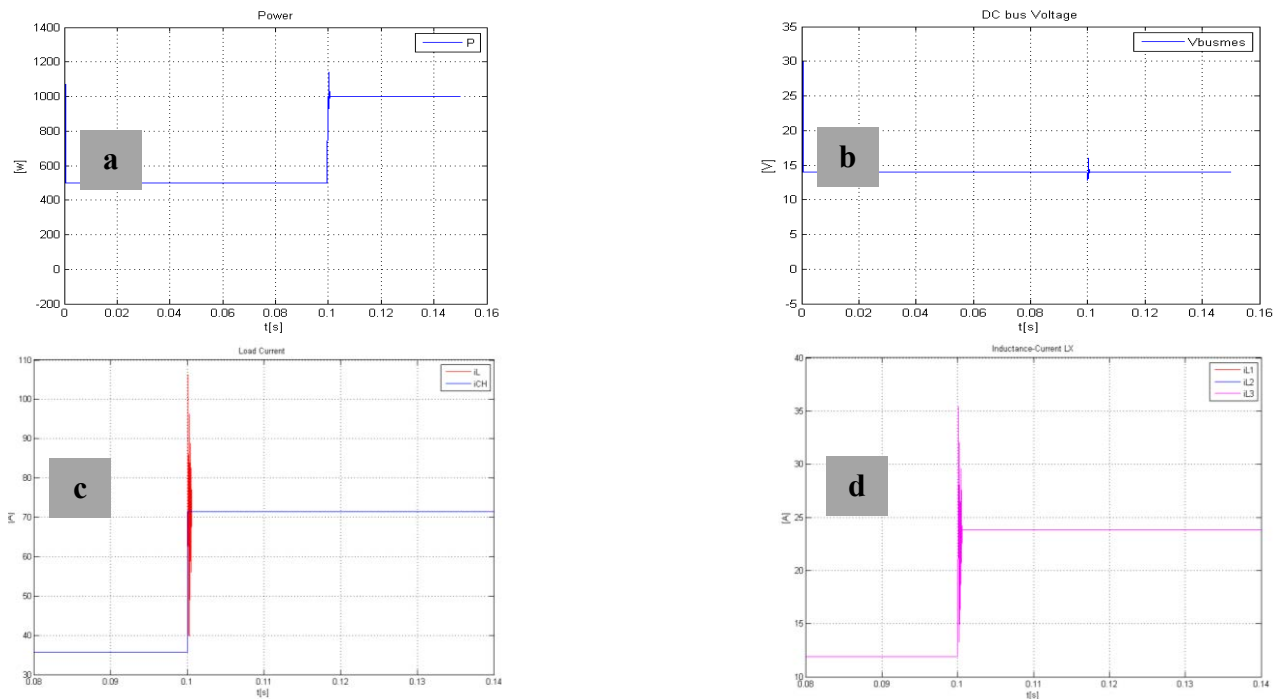 Power
1400
1200
1000
800
600
400
200
0
-200
[w]
P
a
0
0.02
0.04
0.06
0.08
0.1
0.12
0.14
0.16
t[s]
DC bus Voltage
35
30
25
20
15
10
5
0
-5
[V]
Vbusmes
b
0
0.02
0.04
0.06
0.08
0.1
0.12
0.14
0.16
t[s]
Load Current
110
100
90
80
70
60
50
40
30
[A]
iL
iCH
c
0.08
0.09
0.1
0.11
0.12
0.13
0.14
t[s]
Inductance-Current LX
40
35
30
25
20
15
10
[A]
iL1
iL2
iL3
d
0.08
0.09
0.1
0.11
0.12
0.13
0.14
t[s]